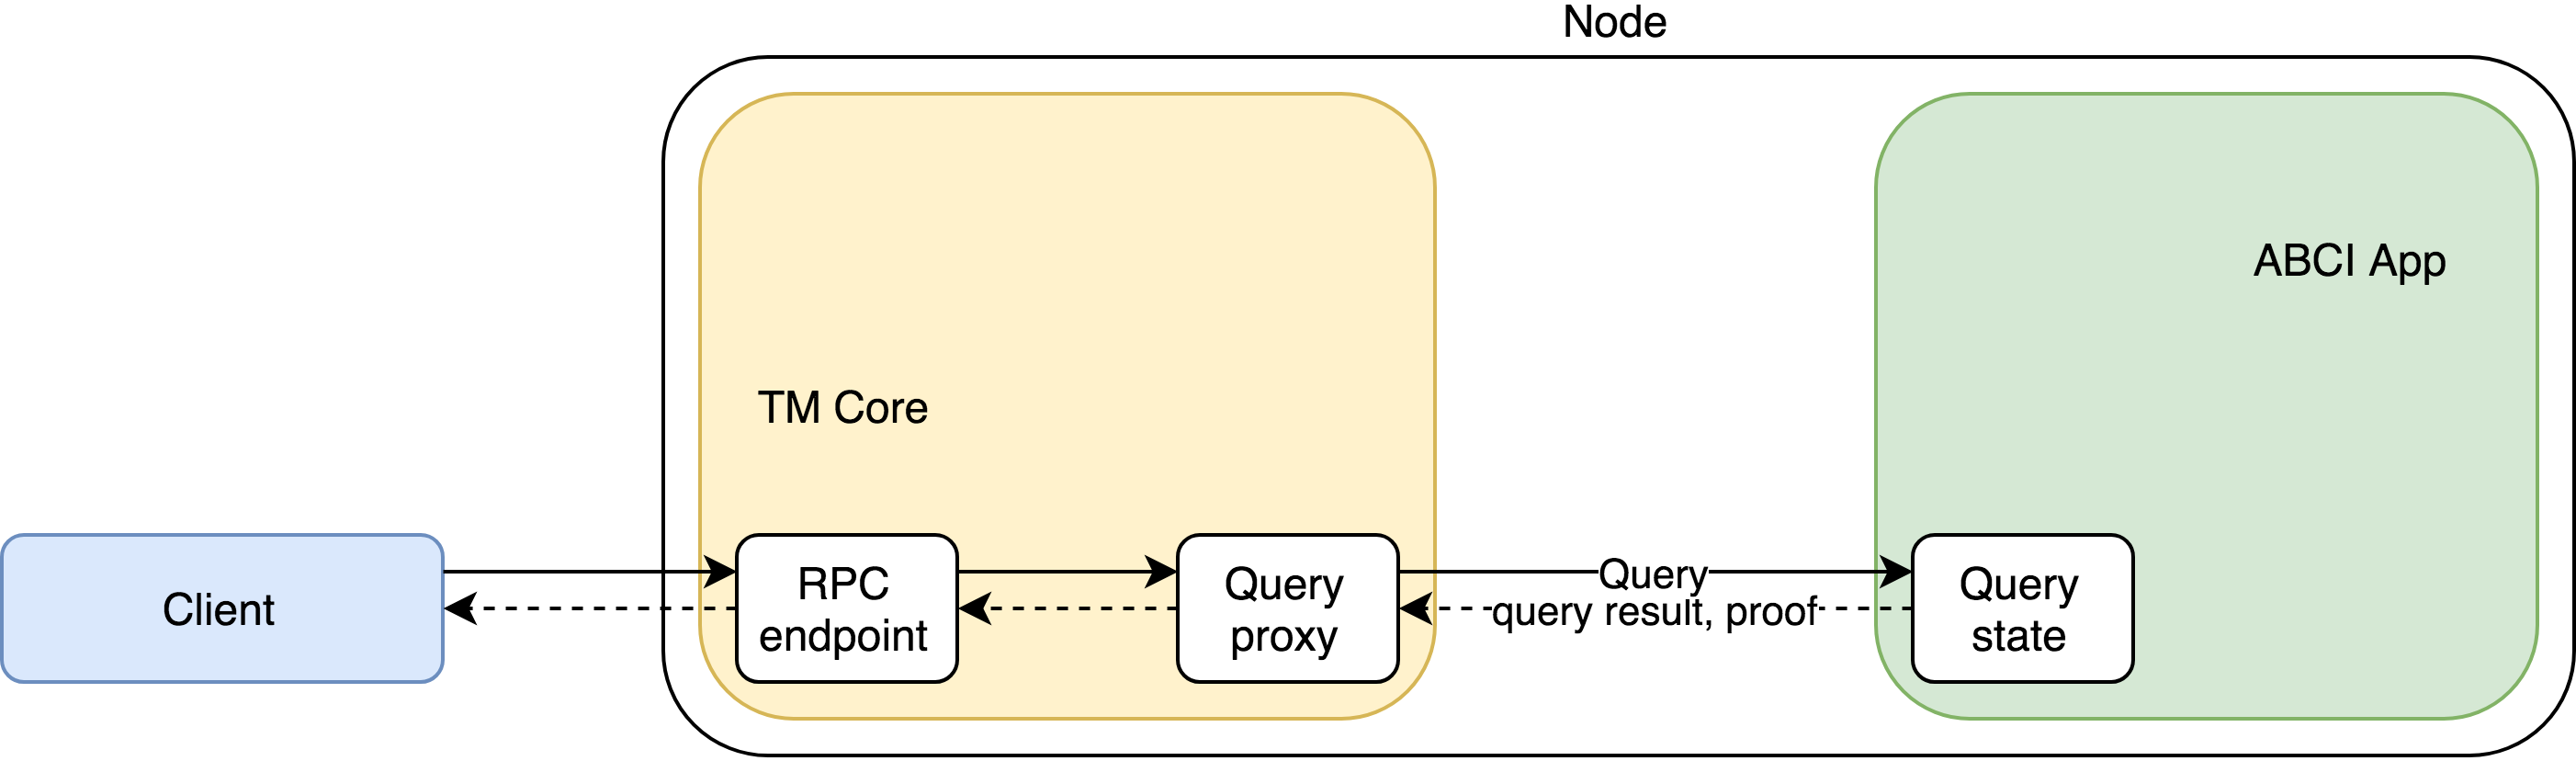 Node
ABCI App
TM Core
Client
RPC
endpoint
Query
proxy
Query
query result, proof
Query
state